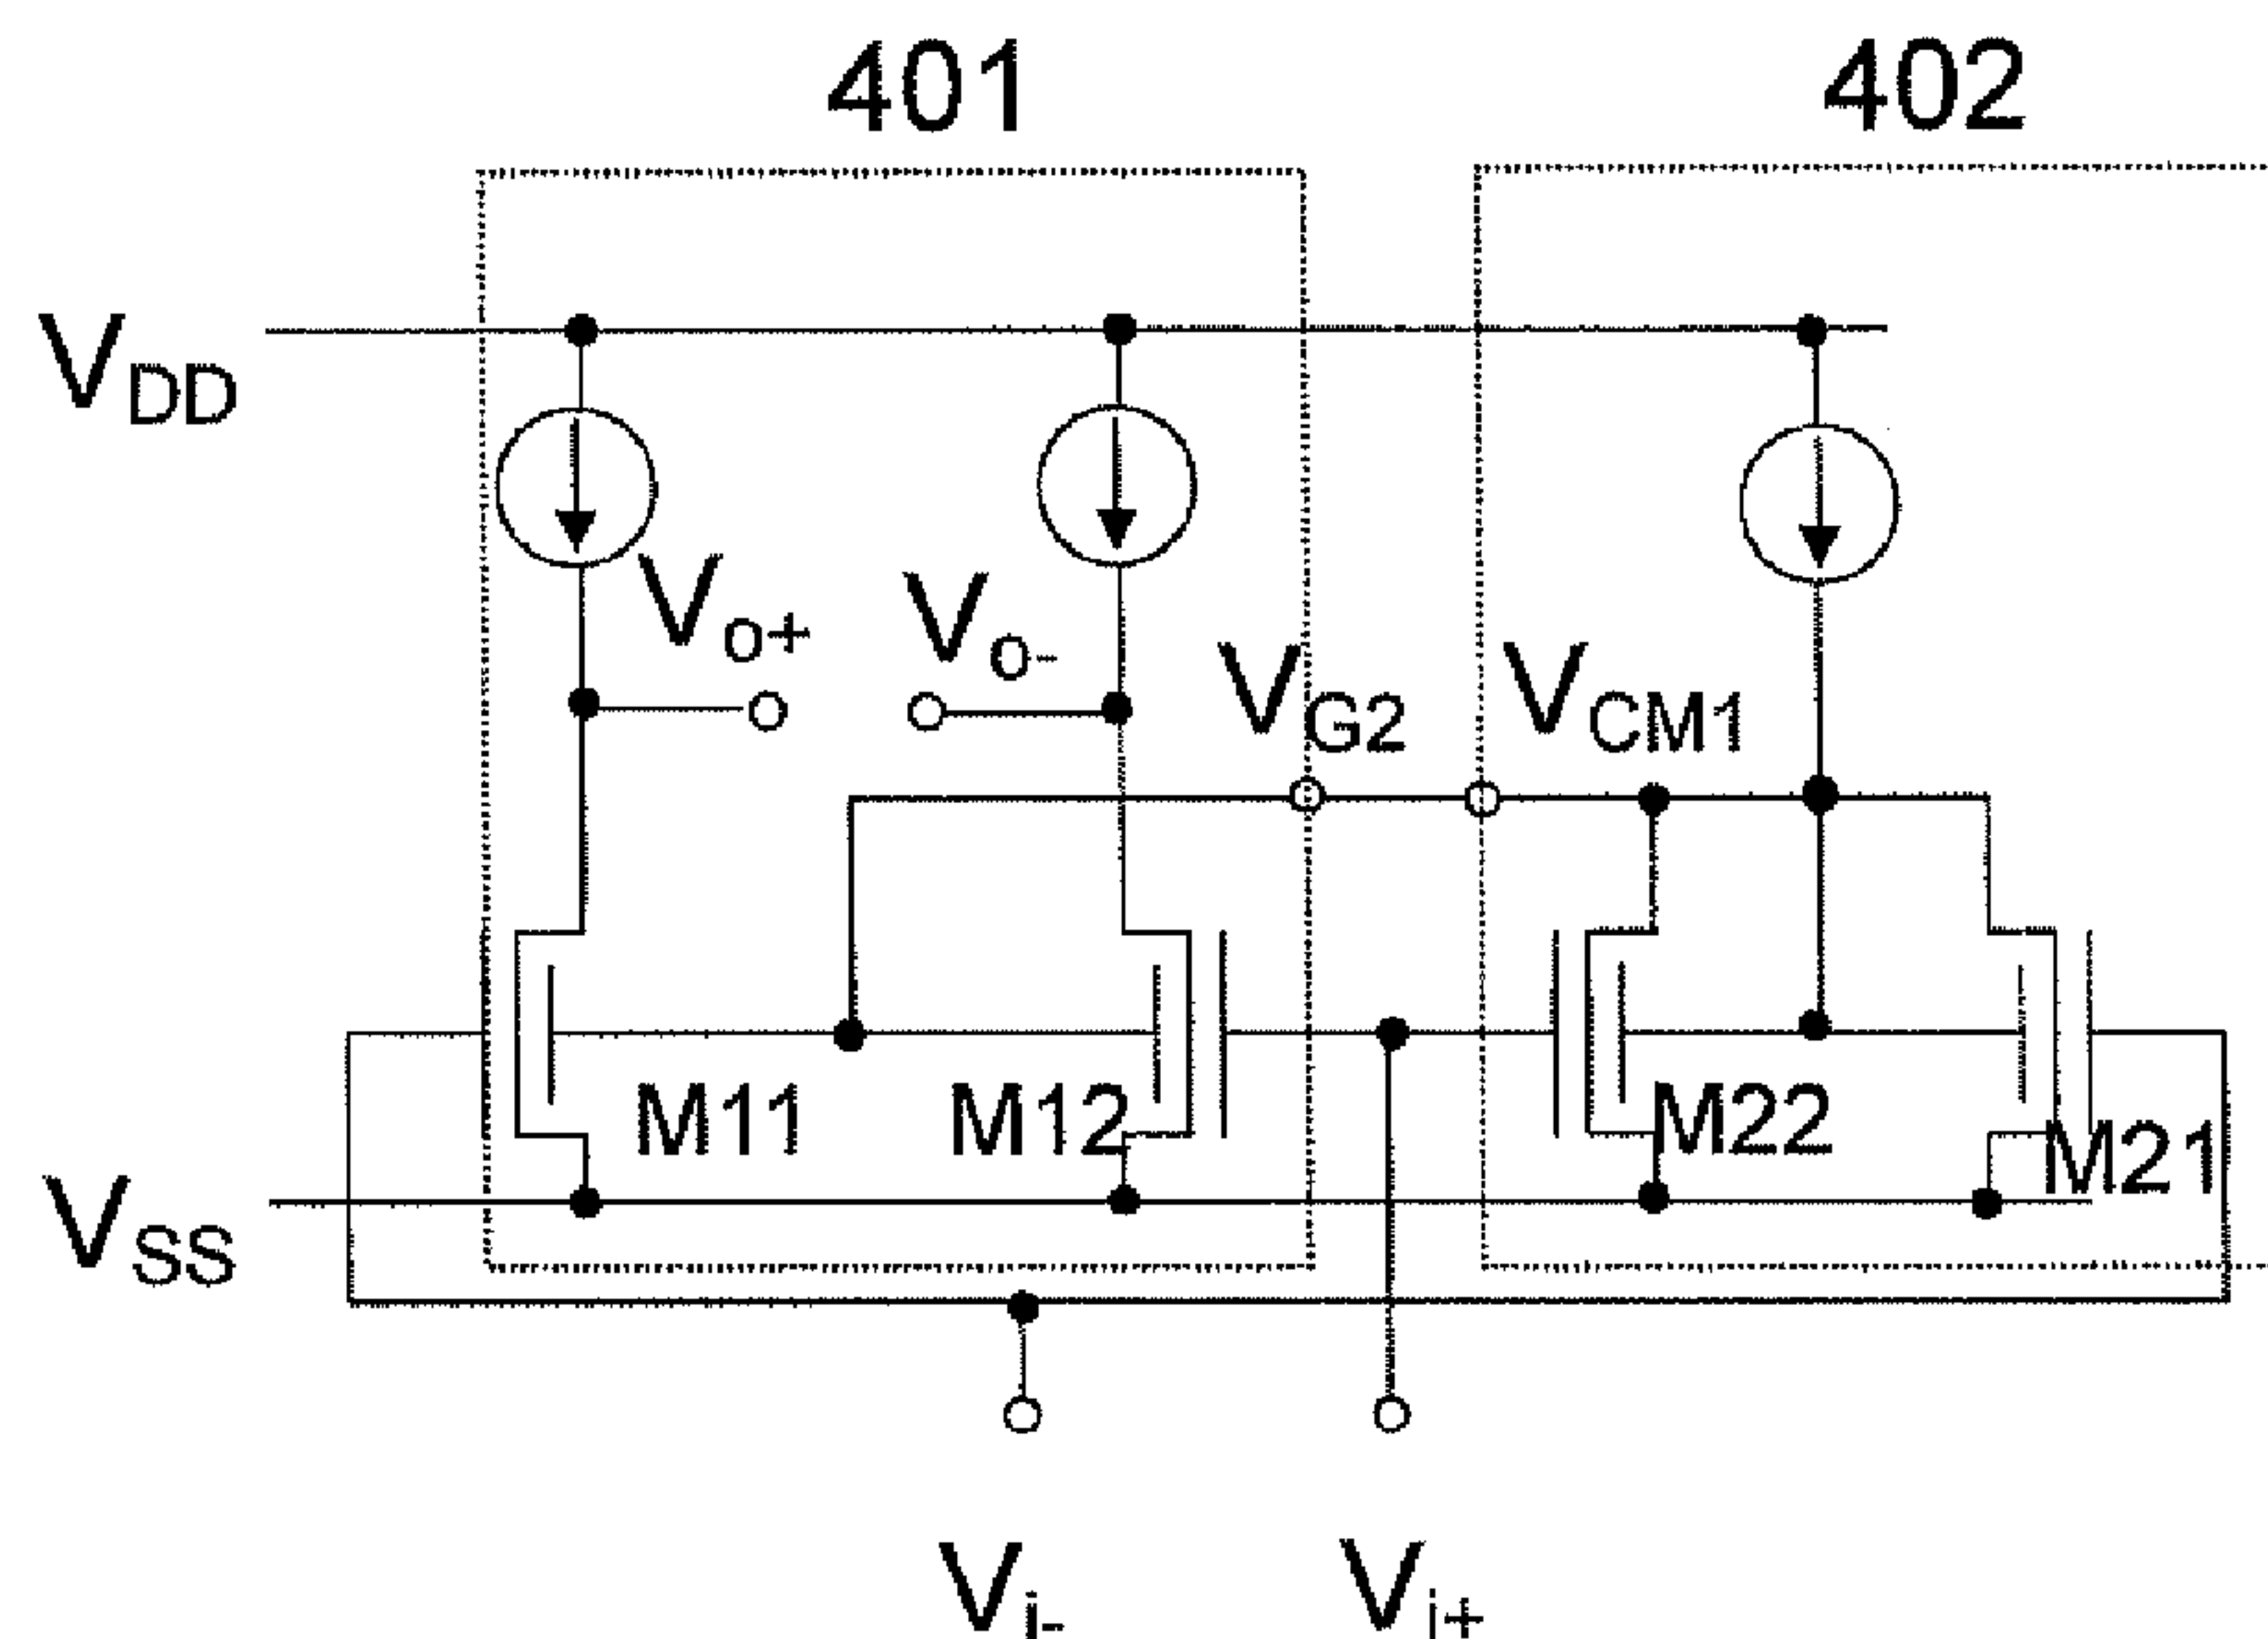 401
402
VDD
Vo+
Vo-
VG2
VCM1
M11
M12
M22
M21
VSS
Vi-
Vi+